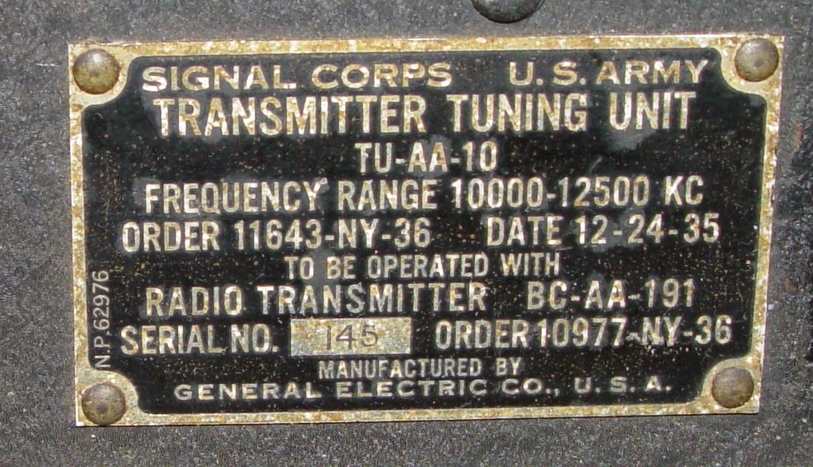 SIGNAL CORPS U.S. ARMY
TRANSMITTER TUNING UNIT
TU-AA-10
FREQUENCY RANGE 10000-12500 KC
ORDER 11643-NY-36 DATE 12-24-35
TO BE OPERATED WITH
RADIO TRANSMITTER BC-AA-191
SERIAL NO. 145 ORDER 10977-NY-36
MANUFACTURED BY
GENERAL ELECTRIC CO., U.S.A.
N.P. 62976